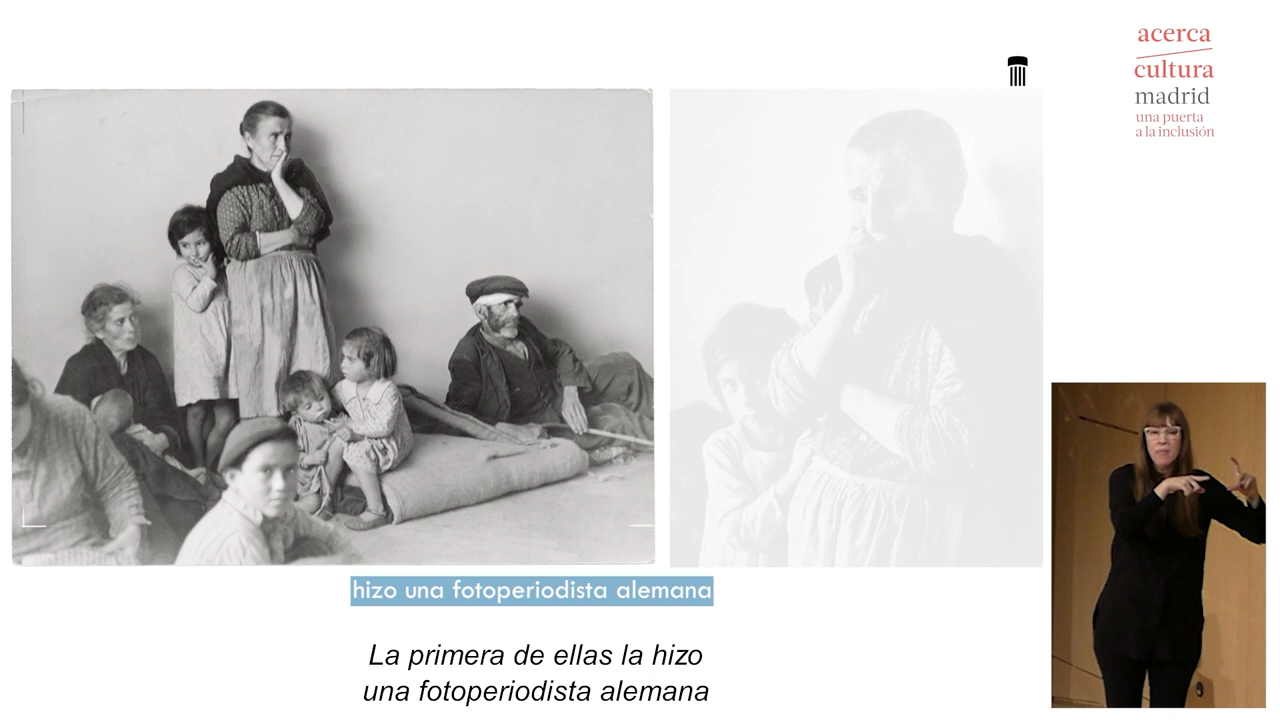 acerca
cultura
madrid
una puerta
a la inclusión
hizo una fotoperiodista alemana
La primera de ellas la hizo
una fotoperiodista alemana